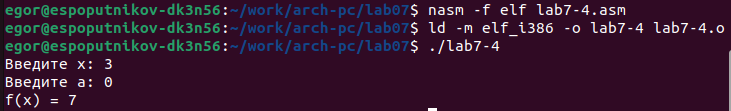 egor@espoputnikov-dk3n56:~/work/arch-pc/lab07$ nasm -f elf lab7-4.asm
egor@espoputnikov-dk3n56:~/work/arch-pc/lab07$ ld -m elf_i386 -o lab7-4 lab7-4.o
egor@espoputnikov-dk3n56:~/work/arch-pc/lab07$ ./lab7-4
Введите x: 3
Введите a: 0
f(x) = 7